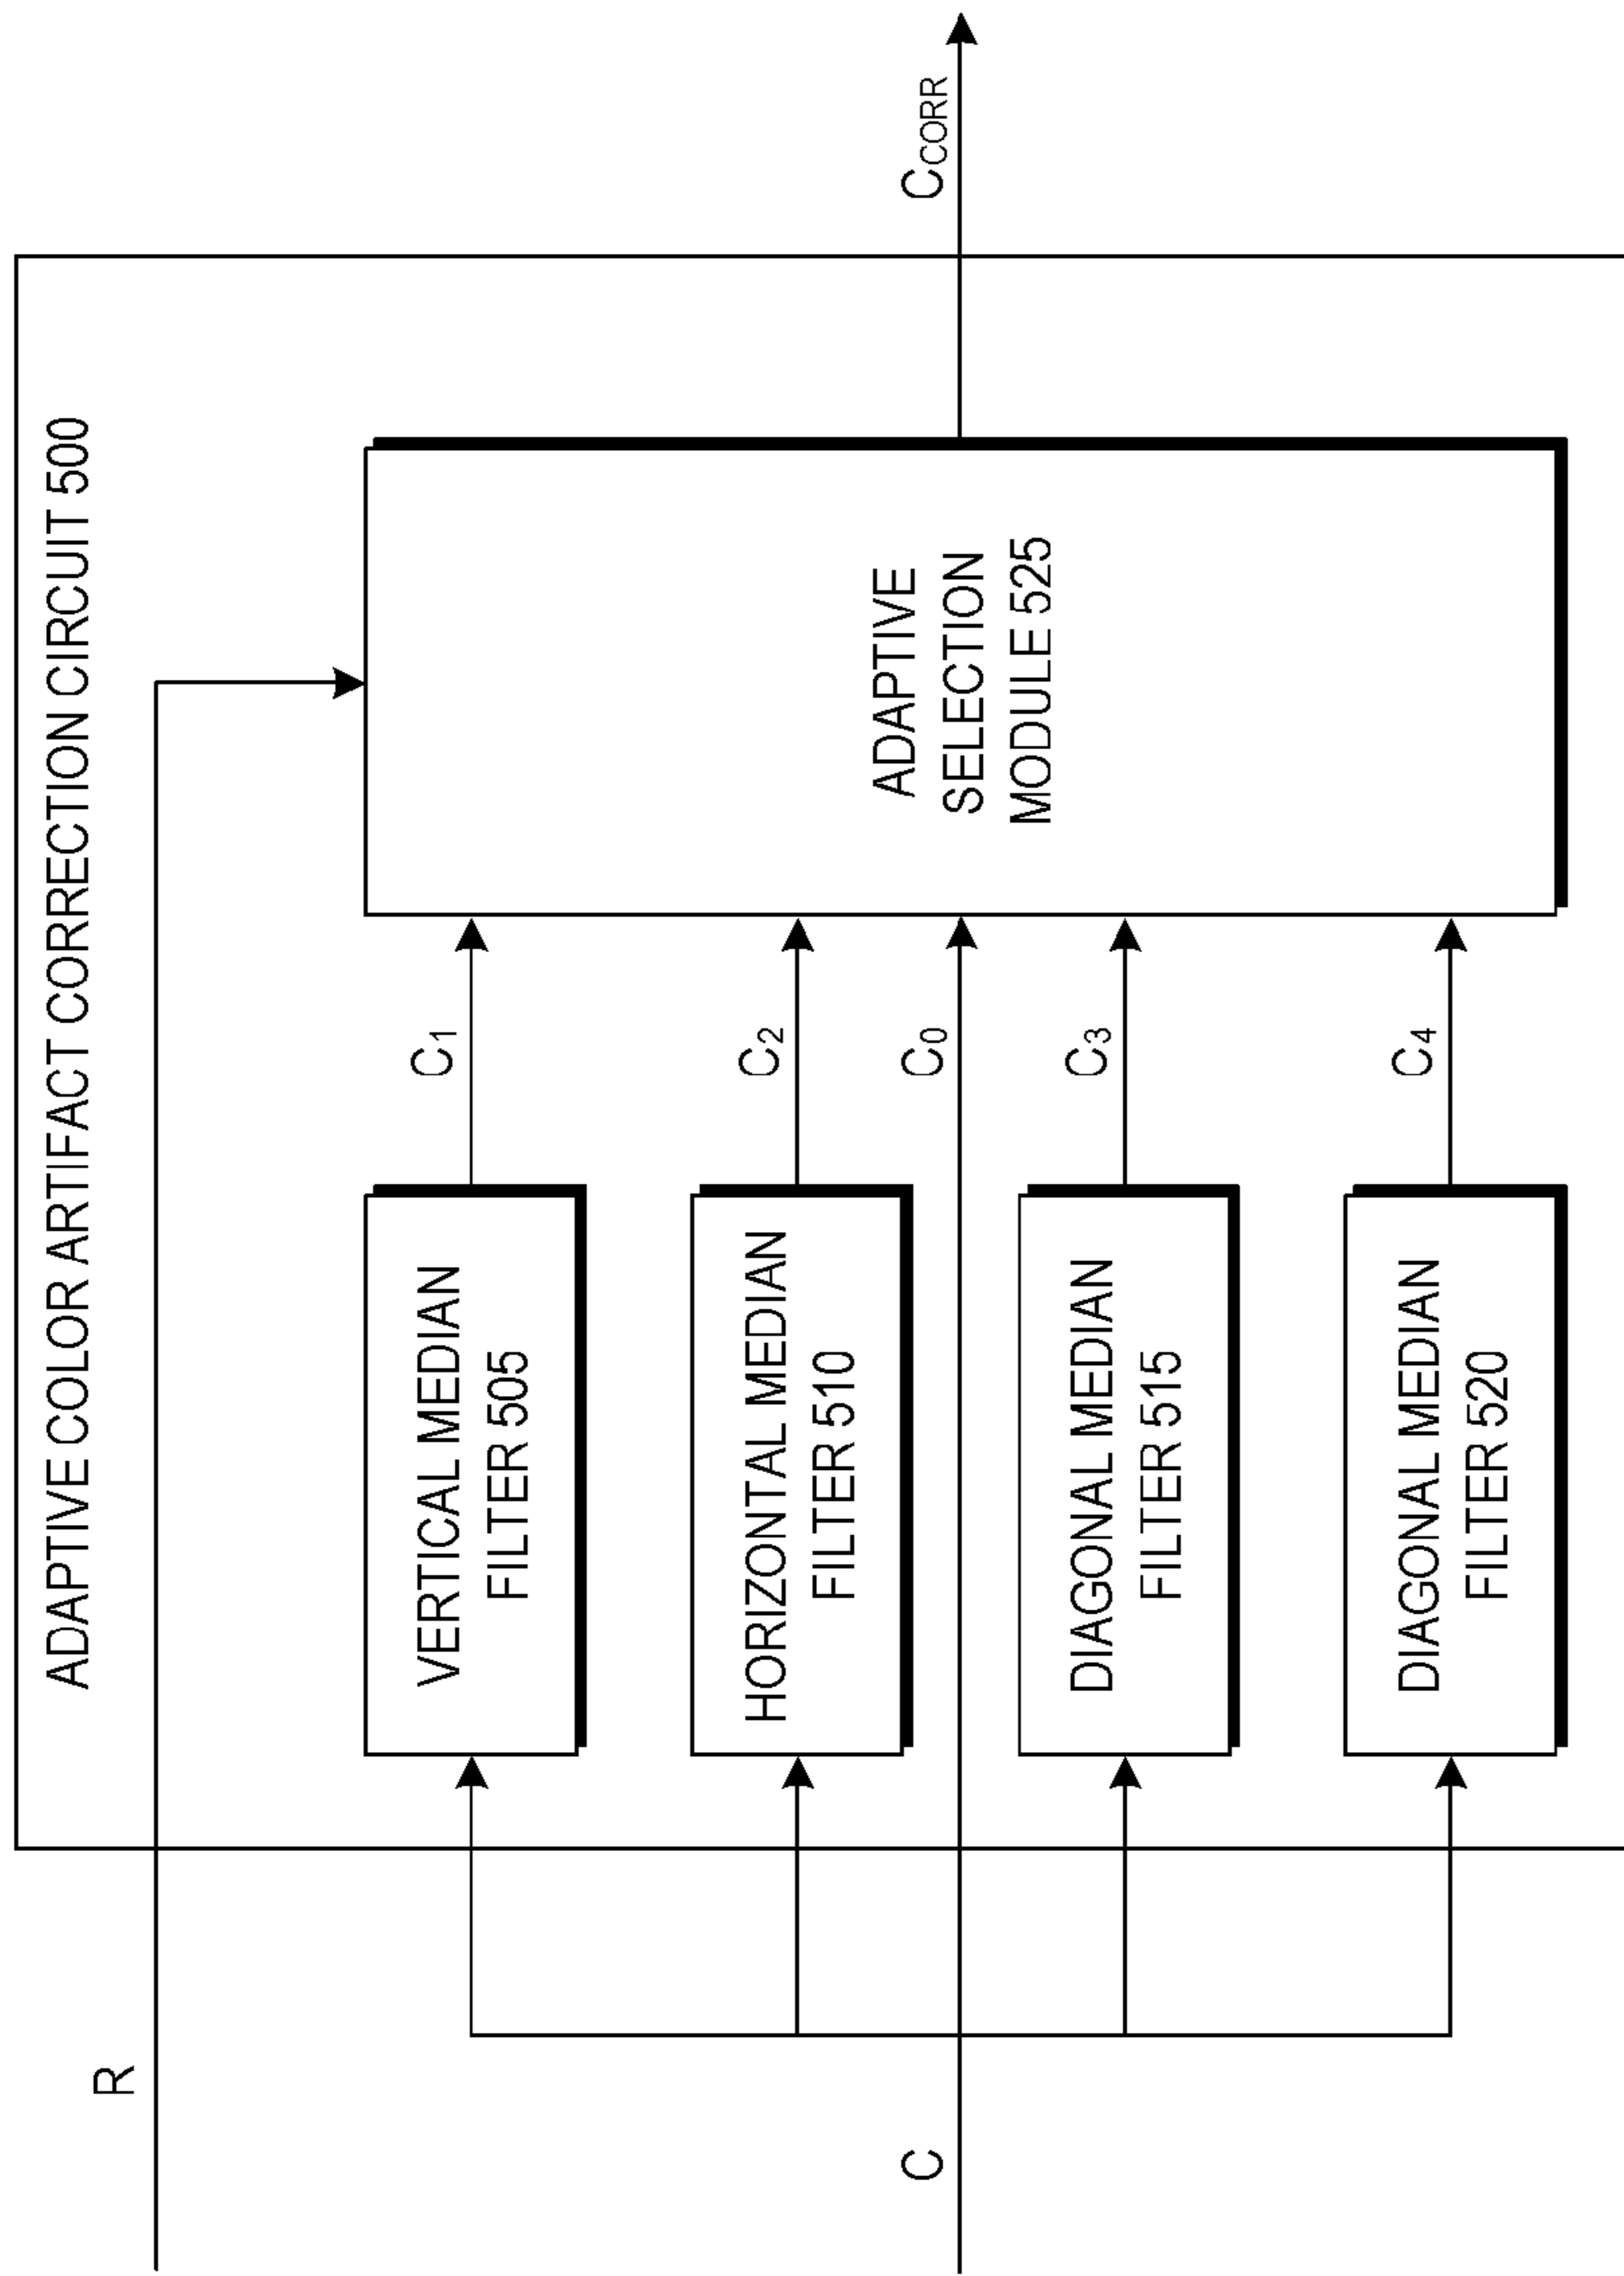 ADAPTIVE COLOR ARTIFACT CORRECTION CIRCUIT 500
R
VERTICAL MEDIAN
FILTER 505
C₁
HORIZONTAL MEDIAN
FILTER 510
C₂
C
C₀
C_CORR
ADAPTIVE
SELECTION
MODULE 525
DIAGONAL MEDIAN
FILTER 515
C₃
DIAGONAL MEDIAN
FILTER 520
C₄